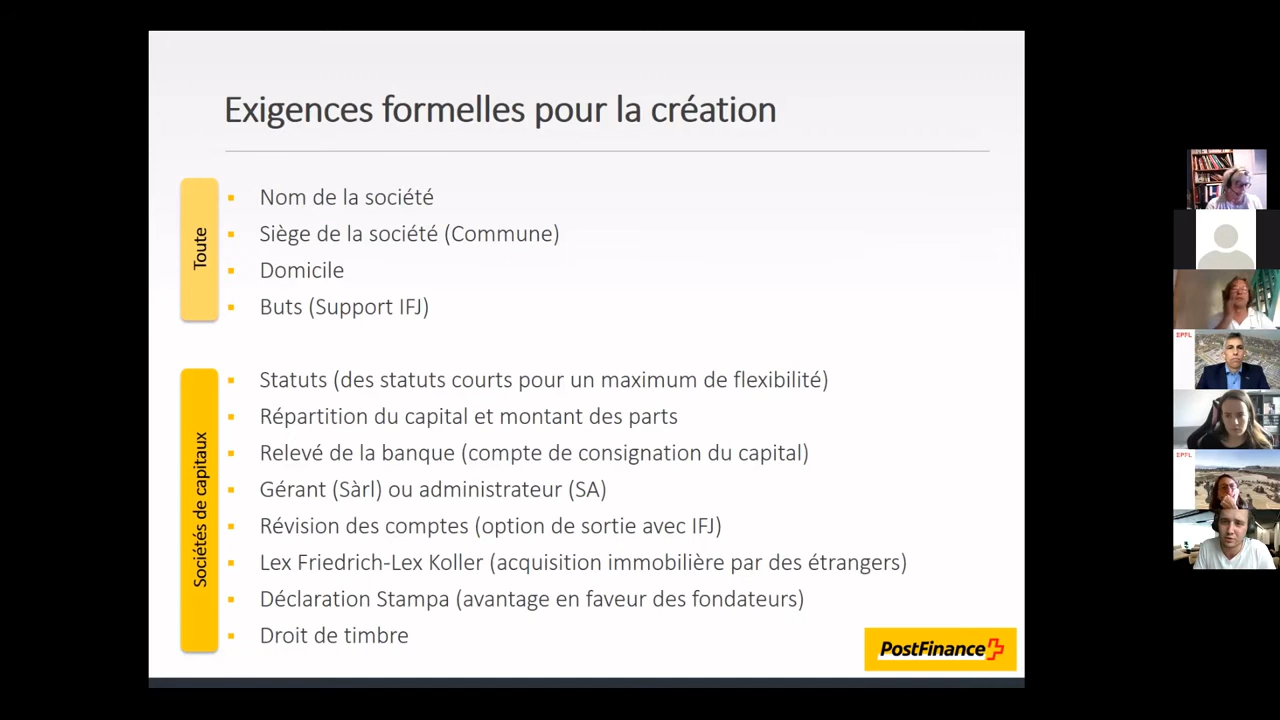 Exigences formelles pour la création
Toute
Nom de la société
Siège de la société (Commune)
Domicile
Buts (Support IFJ)
Sociétés de capitaux
Statuts (des statuts courts pour un maximum de flexibilité)
Répartition du capital et montant des parts
Relevé de la banque (compte de consignation du capital)
Gérant (Sàrl) ou administrateur (SA)
Révision des comptes (option de sortie avec IFJ)
Lex Friedrich-Lex Koller (acquisition immobilière par des étrangers)
Déclaration Stampa (avantage en faveur des fondateurs)
Droit de timbre
PostFinance
EPFL
EPFL